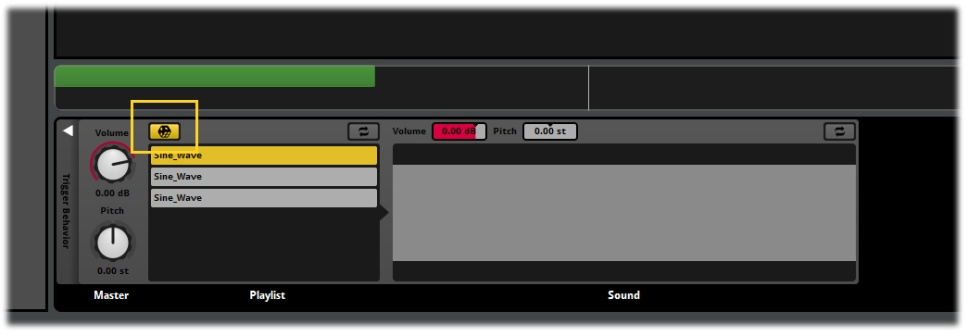 Volume
0.00 dB
Pitch
0.00 st
Trigger Behavior
Sine_Wave
Sine_Wave
Sine_Wave
Volume 0.00 dB Pitch 0.00 st
Master Playlist Sound